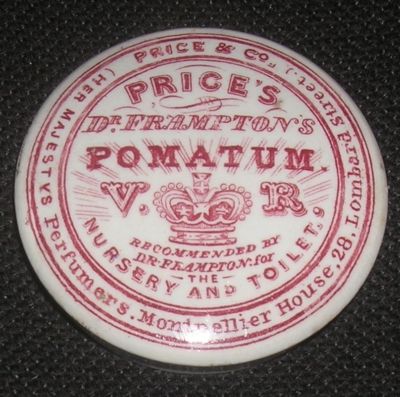 PRICE & Co. (HER MAJESTYS Perfumers. Montpellier House, 28, Lombard Street.)
PRICE'S
DR. FRAMPTON'S
POMATUM.
V. R
RECOMMENDED BY
DR. FRAMPTON: for
THE
NURSERY AND TOILET.